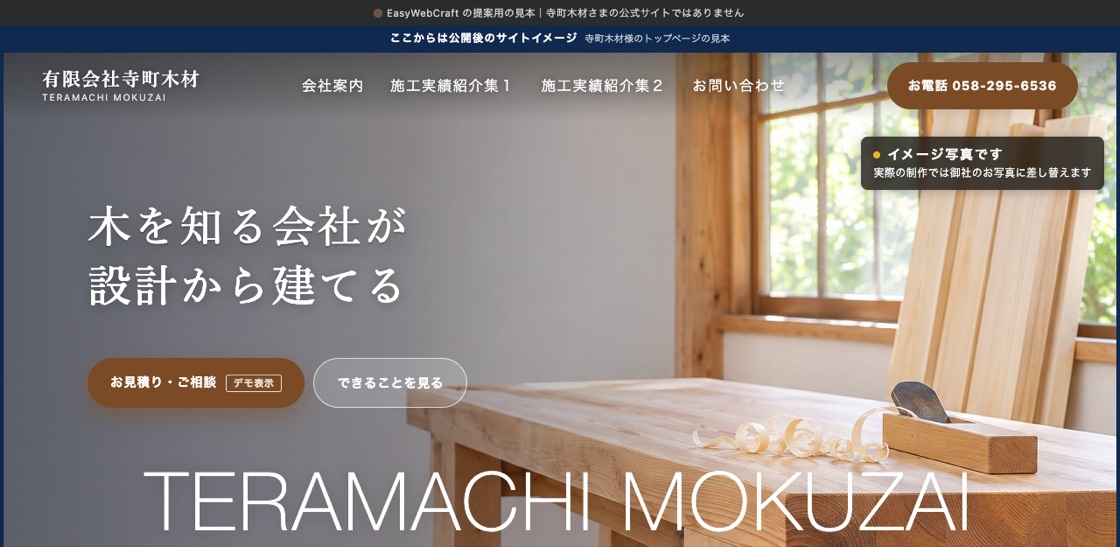 EasyWebCraft の提案用の見本｜寺町木材さまの公式サイトではありません
ここからは公開後のサイトイメージ 寺町木材様のトップページの見本
有限会社寺町木材
TERAMACHI MOKUZAI
会社案内 施工実績紹介集１ 施工実績紹介集２ お問い合わせ
お電話 058-295-6536
イメージ写真です
実際の制作では御社のお写真に差し替えます
木を知る会社が
設計から建てる
お見積り・ご相談 デモ表示 できることを見る
TERAMACHI MOKUZAI